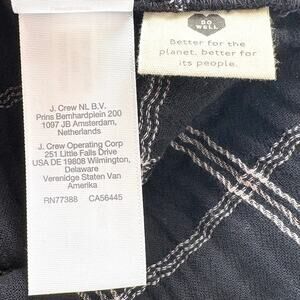 J. Crew NL B.V.
Prins Bernhardplein 200
1097 JB Amsterdam,
Netherlands
J. Crew Operating Corp
251 Little Falls Drive
USA DE 19808 Wilmington,
Delaware
Verenidge Staten Van
Amerika
RN77388 CA56445
DO
WELL
Better for the
planet, better for
its people.